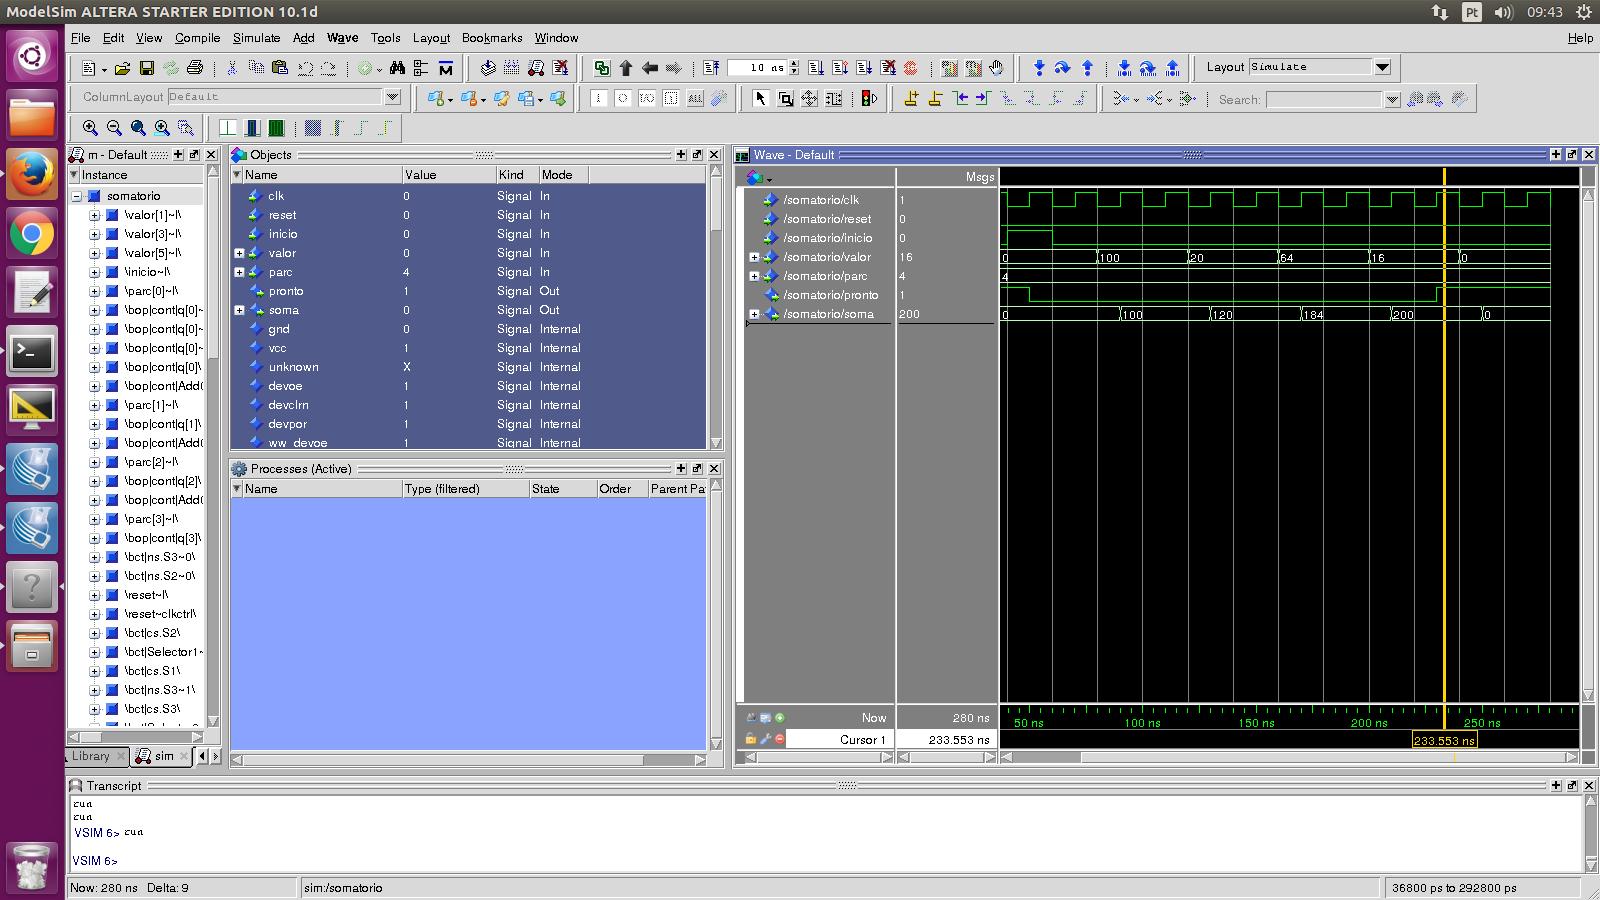 ModelSim ALTERA STARTER EDITION 10.1d
Pt
09:43
File Edit View Compile Simulate Add Wave Tools Layout Bookmarks Window Help
10 ns
Layout Simulate
ColumnLayout Default
Search:
m - Default
Instance
somatorio
\valor[1]~I\
\valor[3]~I\
\valor[5]~I\
\inicio~I\
\parc[0]~I\
\bop|cont|q[0]~
\bop|cont|q[0]~
\bop|cont|q[0]~
\bop|cont|q[0]\
\bop|cont|Add(
\parc[1]~I\
\bop|cont|q[1]\
\bop|cont|Add(
\parc[2]~I\
\bop|cont|q[2]\
\bop|cont|Add(
\parc[3]~I\
\bop|cont|q[3]\
\bct|ns.S3~0\
\bct|ns.S2~0\
\reset~I\
\reset~clkctrl\
\bct|cs.S2\
\bct|Selector1~
\bct|cs.S1\
\bct|ns.S3~1\
\bct|cs.S3\
Library sim
Objects
Name Value Kind Mode
clk 0 Signal In
reset 0 Signal In
inicio 0 Signal In
valor 0 Signal In
parc 4 Signal In
pronto 1 Signal Out
soma 0 Signal Out
gnd 0 Signal Internal
vcc 1 Signal Internal
unknown X Signal Internal
devoe 1 Signal Internal
devclrn 1 Signal Internal
devpor 1 Signal Internal
ww_devoe 1 Signal Internal
Processes (Active)
Name Type (filtered) State Order Parent Pa
Wave - Default
Msgs
/somatorio/clk 1
/somatorio/reset 0
/somatorio/inicio 0
/somatorio/valor 16 0 100 20 64 16 0
/somatorio/parc 4 4
/somatorio/pronto 1
/somatorio/soma 200 0 100 120 184 200 0
Now 280 ns 50 ns 100 ns 150 ns 200 ns 250 ns
Cursor 1 233.553 ns 233.553 ns
Transcript
run
run
VSIM 6> run
VSIM 6>
Now: 280 ns Delta: 9 sim:/somatorio 36800 ps to 292800 ps